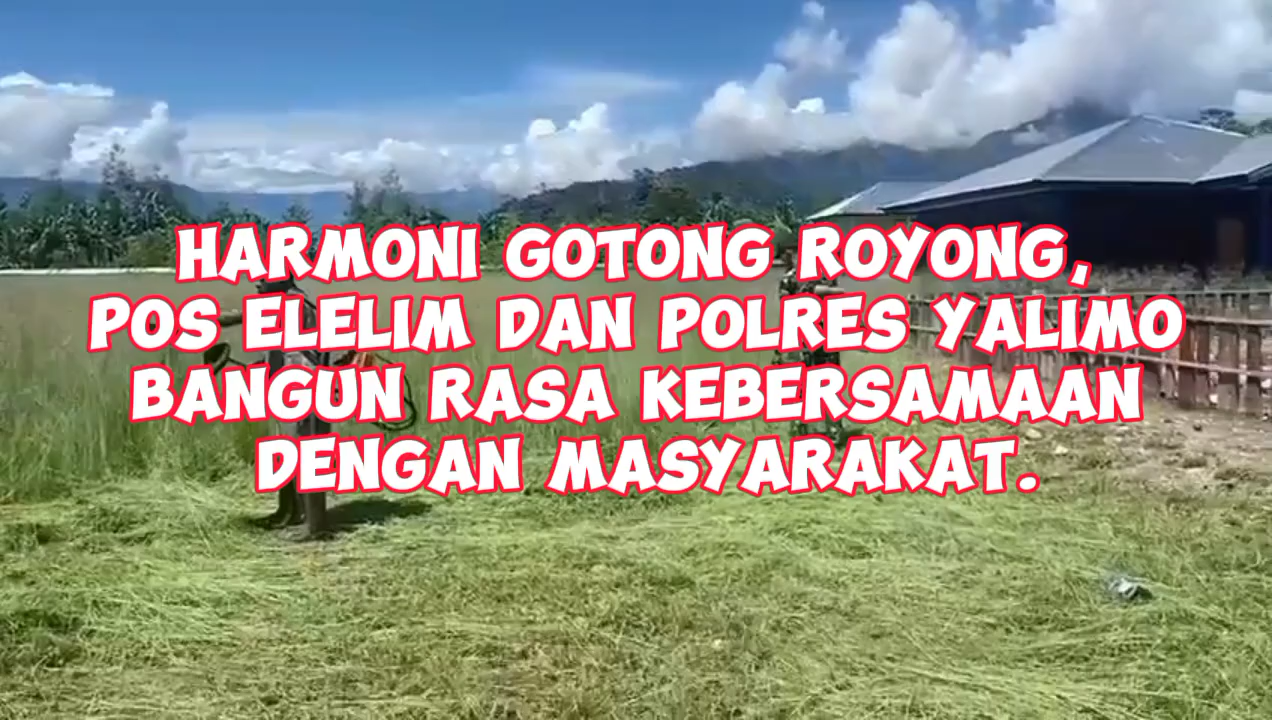 HARMONI GOTONG ROYONG,
POS ELELIM DAN POLRES YALIMO
BANGUN RASA KEBERSAMAAN
DENGAN MASYARAKAT.